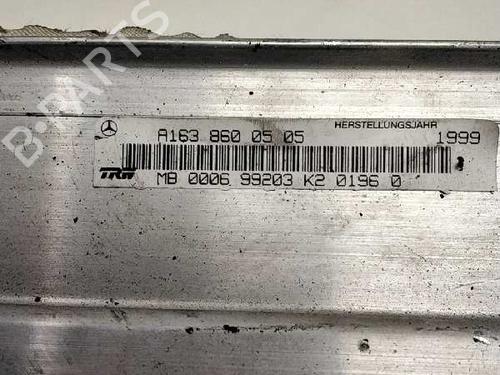 B-PARTS
HERSTELLUNGSJAHR
A163 860 05 05 1999
TRW MB 0006 99203 K2 0196 0